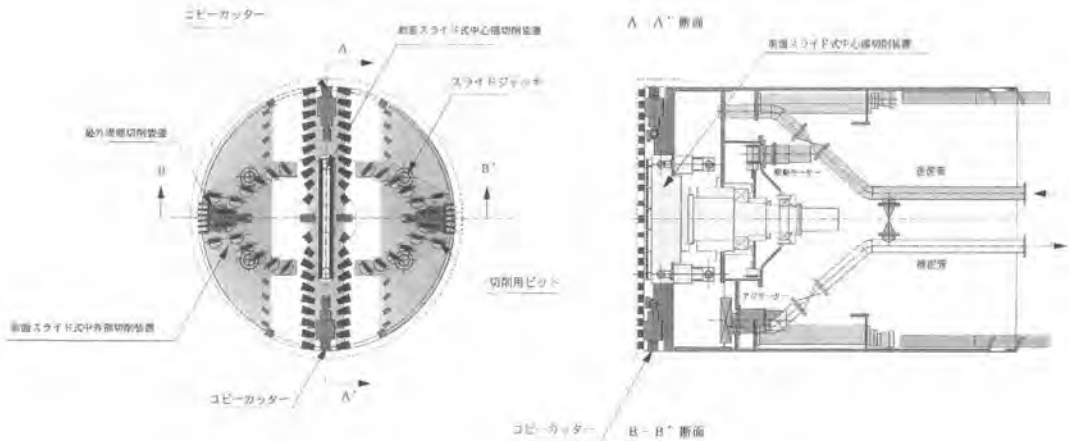 コピーカッター
前面スライド式中心部切削装置
A
スライドジャッキ
最外周部切削装置
B
B'
切削用ビット
前面スライド式中外部切削装置
コピーカッター
A'
A - A' 断面
前面スライド式中心部切削装置
駆動モーター
送泥管
排泥管
アジテータ
コピーカッター
B - B' 断面